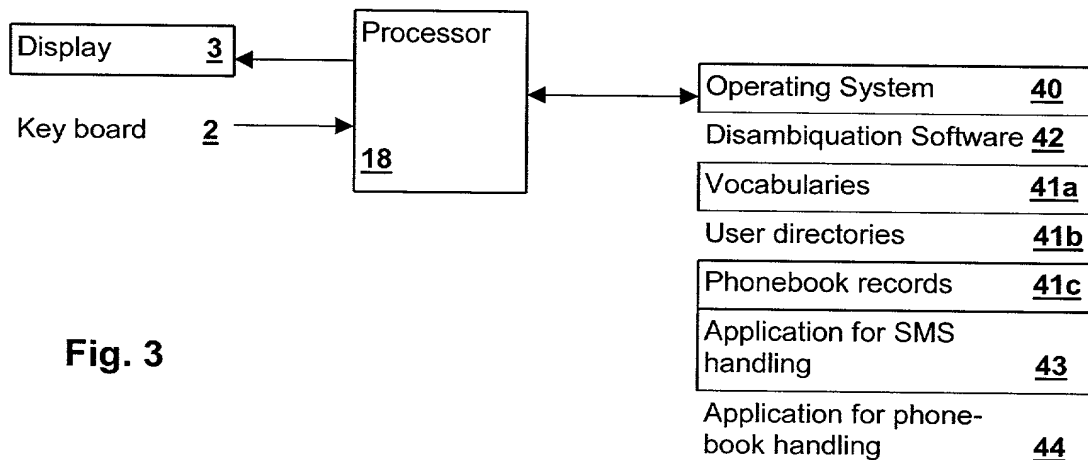 Display 3
Key board 2
Processor
18
Operating System 40
Disambiquation Software 42
Vocabularies 41a
User directories 41b
Phonebook records 41c
Application for SMS
handling 43
Application for phone-
book handling 44
Fig. 3